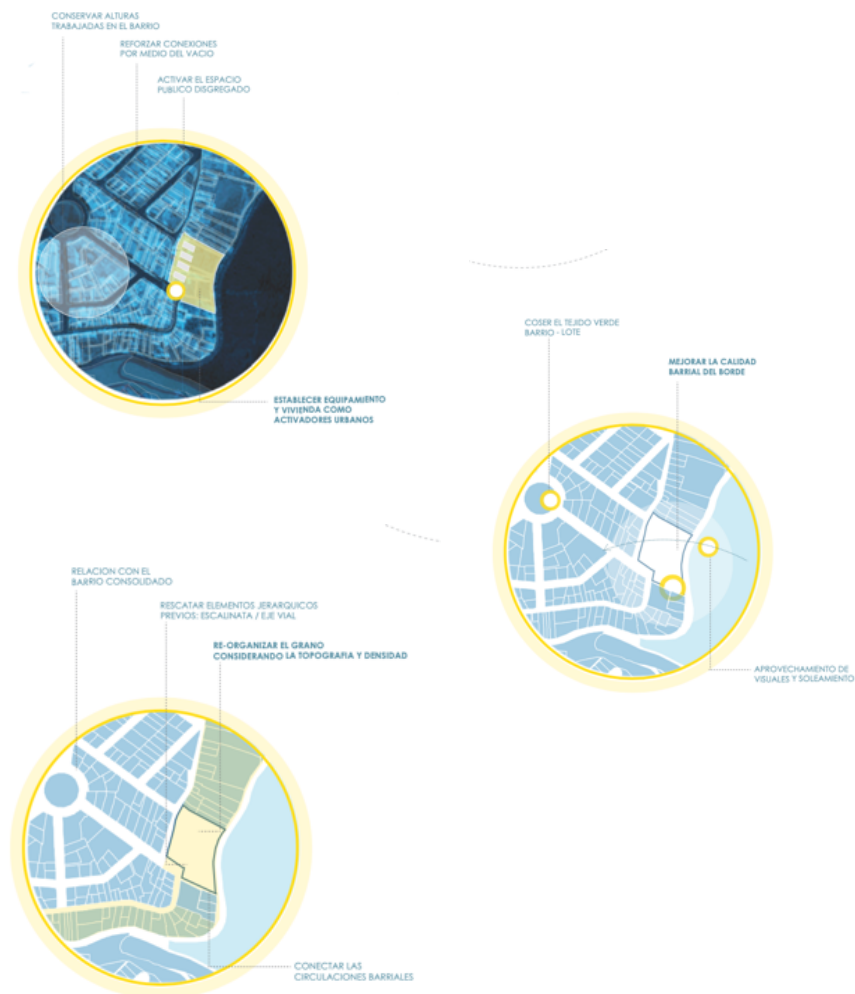 CONSERVAR ALTURAS
TRABAJADAS EN EL BARRIO
REFORZAR CONEXIONES
POR MEDIO DEL VACIO
ACTIVAR EL ESPACIO
PUBLICO DISGREGADO
ESTABLECER EQUIPAMIENTO
Y VIVIENDA COMO
ACTIVADORES URBANOS
COSER EL TEJIDO VERDE
BARRIO - LOTE
MEJORAR LA CALIDAD
BARRIAL DEL BORDE
APROVECHAMIENTO DE
VISUALES Y SOLEAMIENTO
RELACION CON EL
BARRIO CONSOLIDADO
RESCATAR ELEMENTOS JERARQUICOS
PREVIOS: ESCALINATA / EJE VIAL
RE-ORGANIZAR EL GRANO
CONSIDERANDO LA TOPOGRAFIA Y DENSIDAD
CONECTAR LAS
CIRCULACIONES BARRIALES